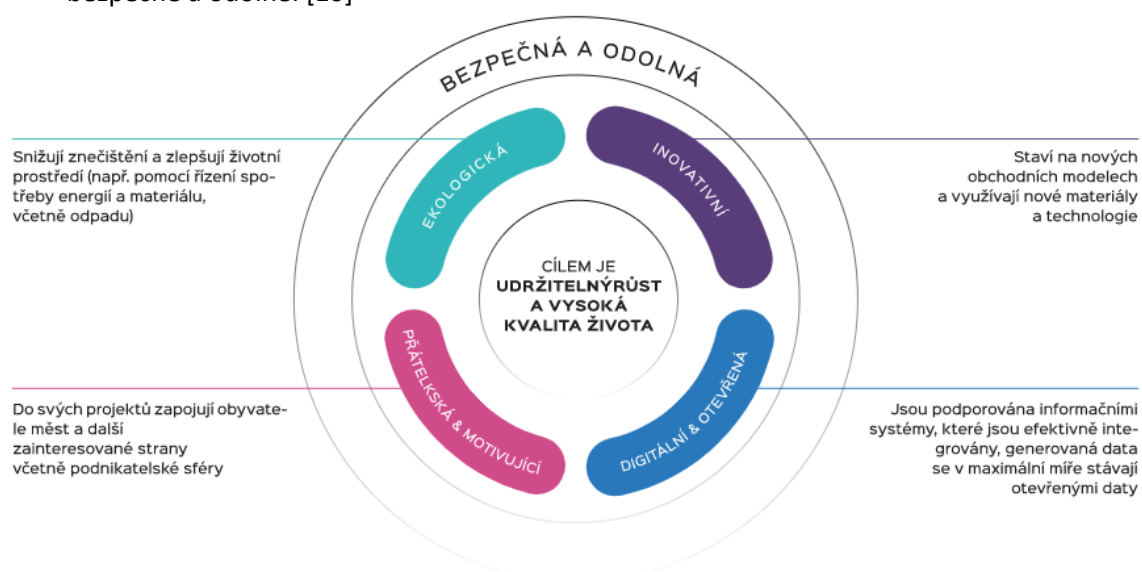 BEZPEČNÁ A ODOLNÁ
EKOLOGICKÁ
INOVATIVNÍ
Snižují znečištění a zlepšují životní
prostředí (např. pomocí řízení spo-
třeby energií a materiálu,
včetně odpadu)
Staví na nových
obchodních modelech
a využívají nové materiály
a technologie
CÍLEM JE
UDRŽITELNÝRŮST
A VYSOKÁ
KVALITA ŽIVOTA
PŘÁTELKSKÁ & MOTIVUJÍCÍ
DIGITÁLNÍ & OTEVŘENÁ
Do svých projektů zapojují obyvate-
le měst a další
zainteresované strany
včetně podnikatelské sféry
Jsou podporována informačními
systémy, které jsou efektivně inte-
grovány, generovaná data
se v maximální míře stávají
otevřenými daty